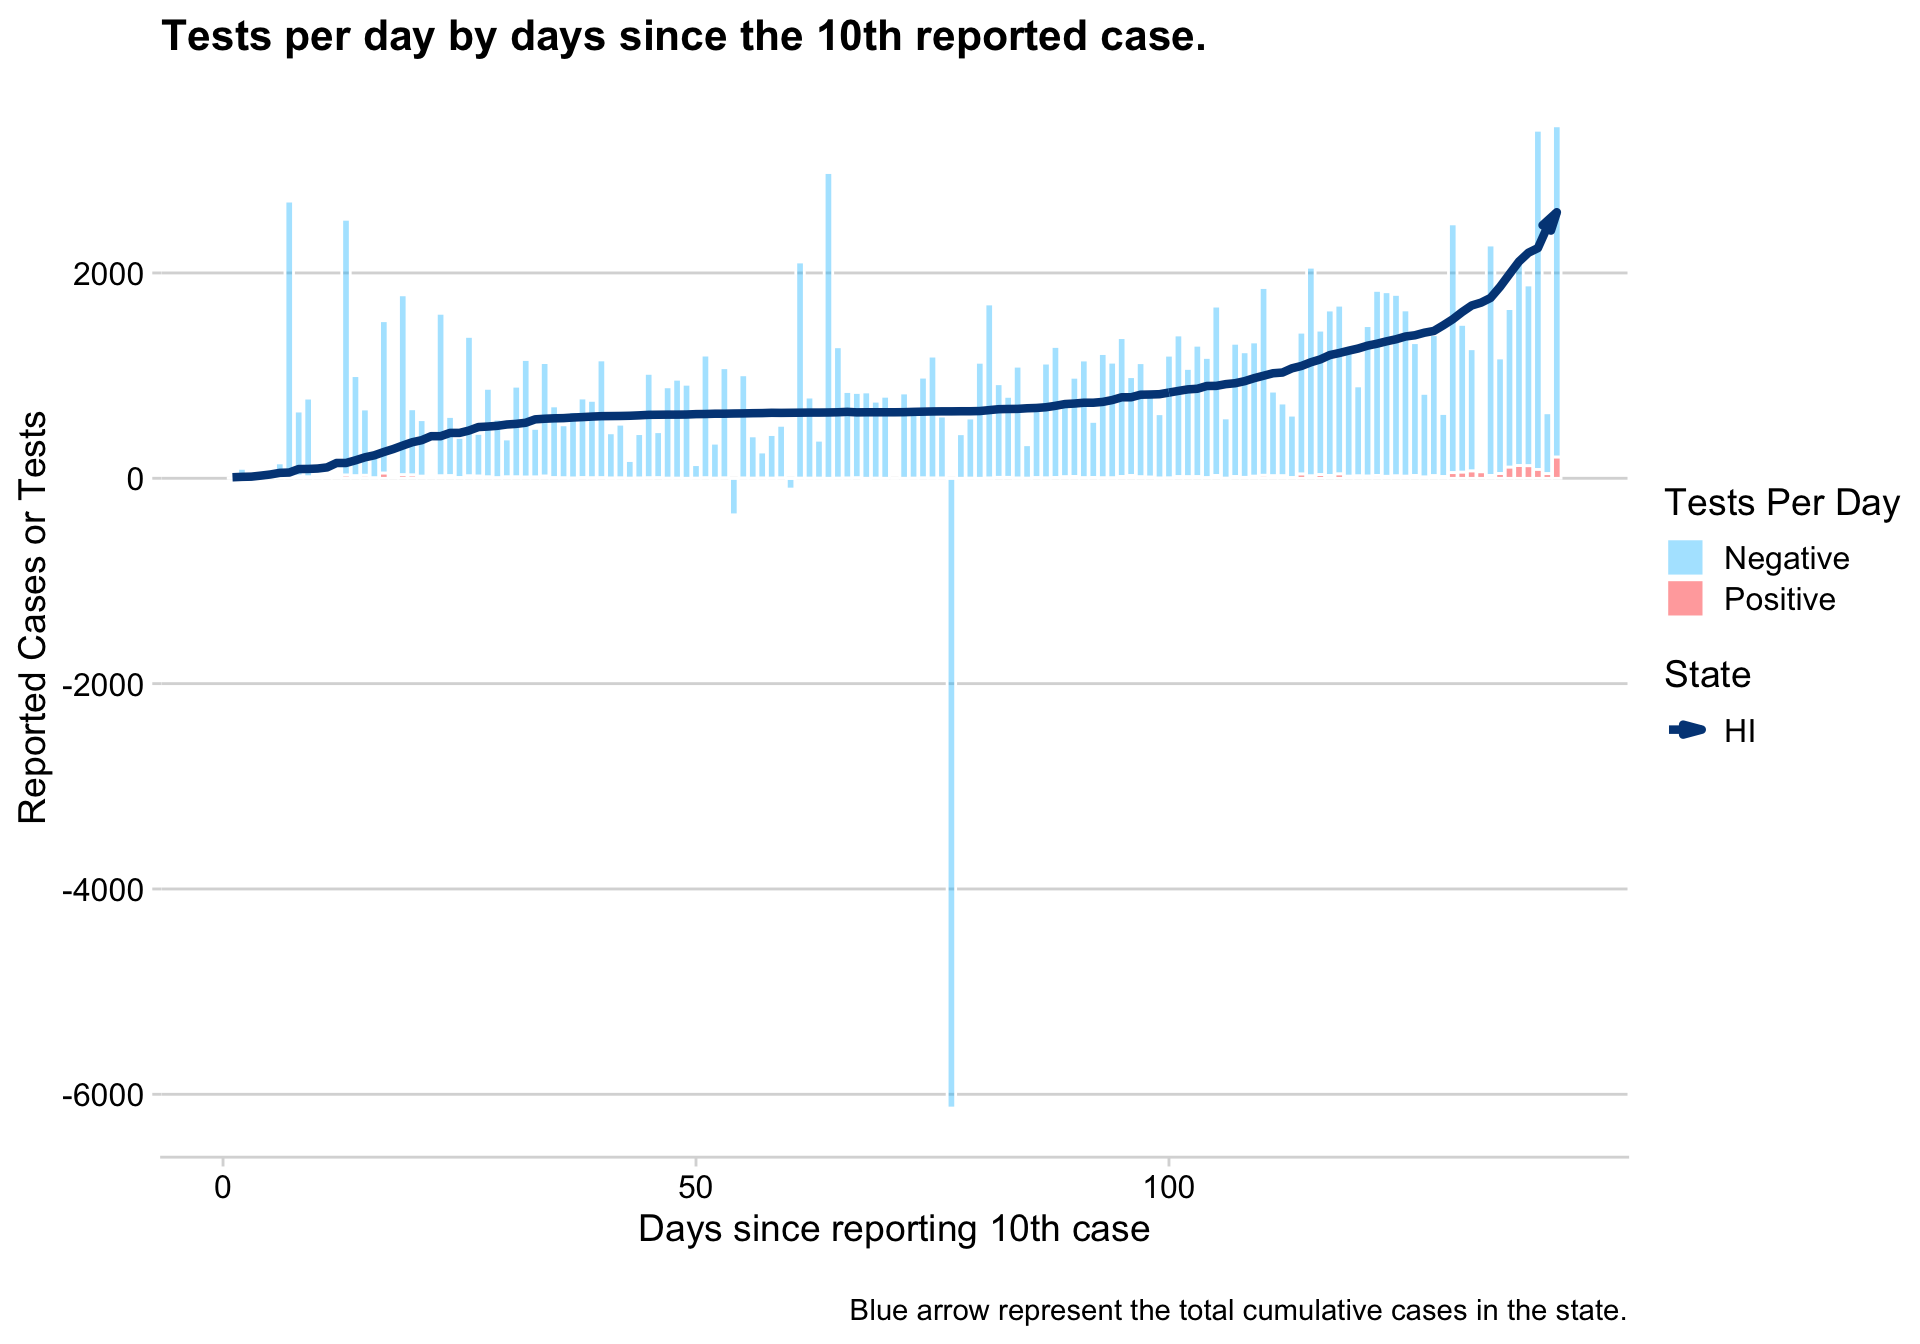 Tests per day by days since the 10th reported case.
2000
0
-2000
-4000
-6000
Reported Cases or Tests
0 50 100
Days since reporting 10th case
Tests Per Day
Negative
Positive
State
HI
Blue arrow represent the total cumulative cases in the state.